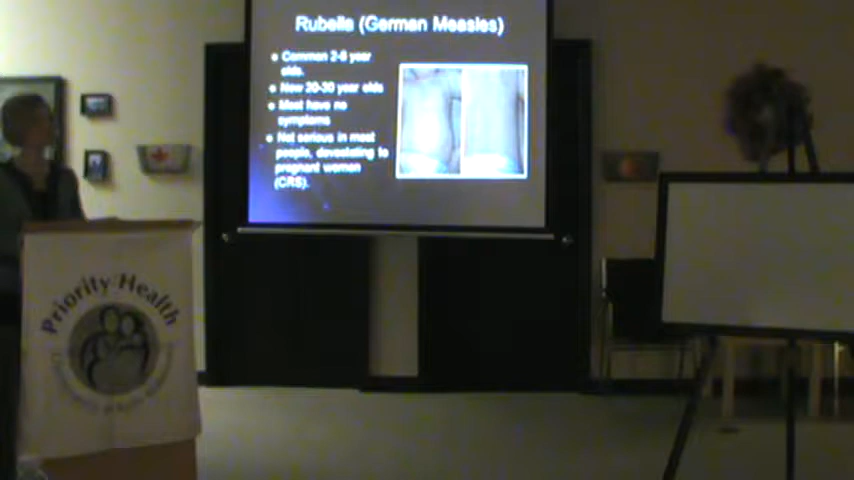 Rubella (German Measles)
Common 2-8 year
olds.
Now 20-30 year olds
Most have no
symptoms
Not serious in most
people, devastating to
pregnant women
(CRS).
Priority Health